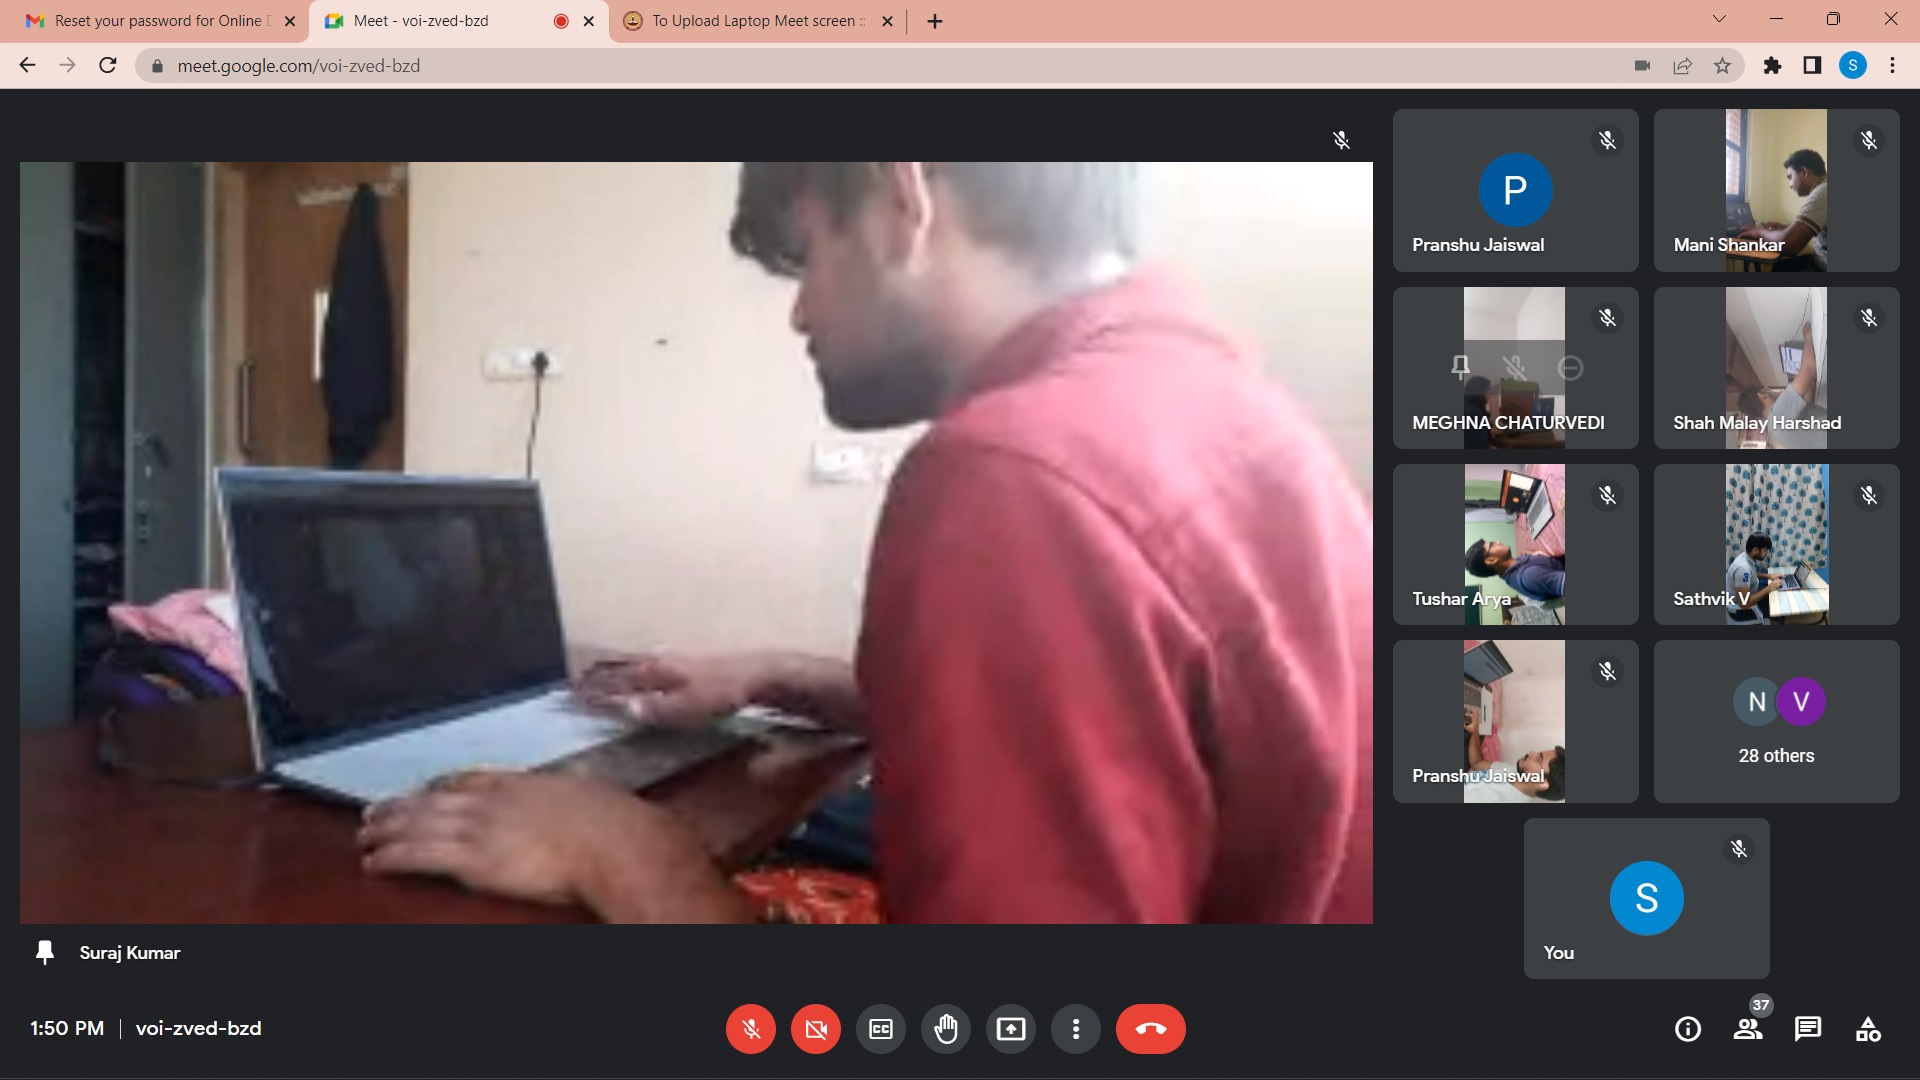 Reset your password for Online D
Meet - voi-zved-bzd
To Upload Laptop Meet screen ::
meet.google.com/voi-zved-bzd
S
P
Pranshu Jaiswal
Mani Shankar
MEGHNA CHATURVEDI
Shah Malay Harshad
Tushar Arya
Sathvik V
Pranshu Jaiswal
N V
28 others
S
You
Suraj Kumar
1:50 PM | voi-zved-bzd
CC
37